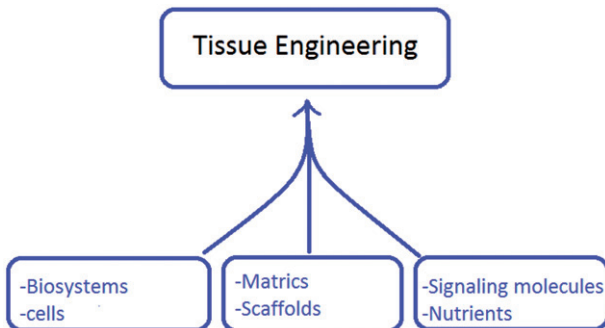 Tissue Engineering
-Biosystems
-cells
-Matrics
-Scaffolds
-Signaling molecules
-Nutrients